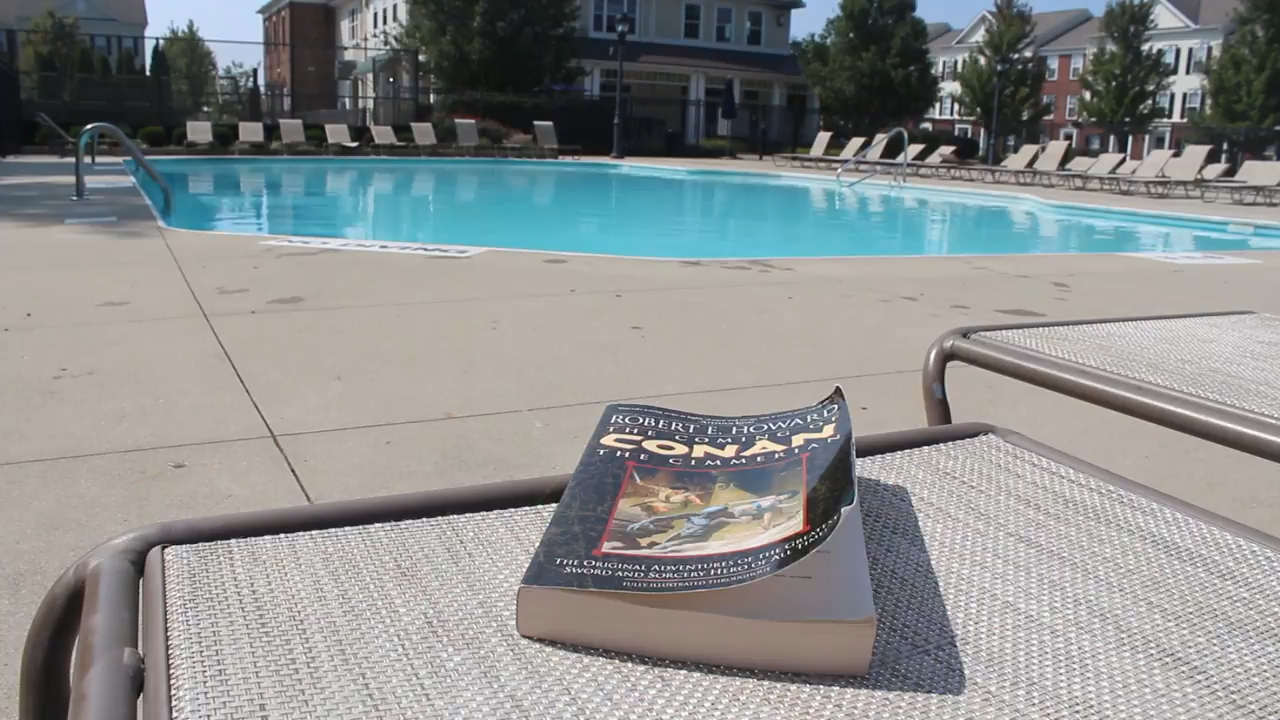 NO DIVING
ROBERT E. HOWARD
THE COMING OF
CONAN
THE CIMMERIAN
THE ORIGINAL ADVENTURES OF THE GREATEST
SWORD AND SORCERY HERO OF ALL TIME
FULLY ILLUSTRATED THROUGHOUT